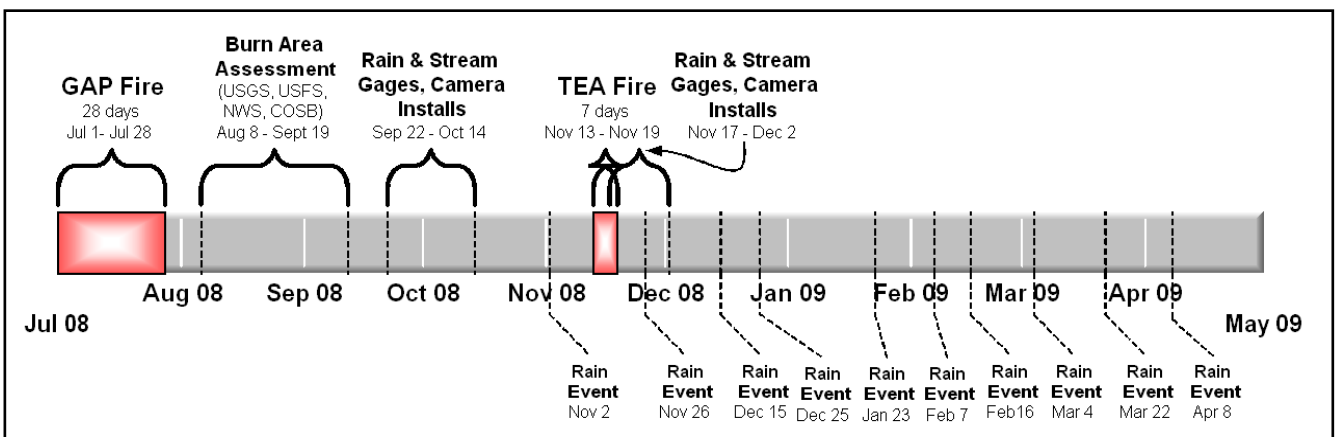 GAP Fire
28 days
Jul 1- Jul 28
Burn Area
Assessment
(USGS, USFS,
NWS, COSB)
Aug 8 - Sept 19
Rain & Stream
Gages, Camera
Installs
Sep 22 - Oct 14
TEA Fire
7 days
Nov 13 - Nov 19
Rain & Stream
Gages, Camera
Installs
Nov 17 - Dec 2
Jul 08
Aug 08
Sep 08
Oct 08
Nov 08
Dec 08
Jan 09
Feb 09
Mar 09
Apr 09
May 09
Rain
Event
Nov 2
Rain
Event
Nov 26
Rain
Event
Dec 15
Rain
Event
Dec 25
Rain
Event
Jan 23
Rain
Event
Feb 7
Rain
Event
Feb16
Rain
Event
Mar 4
Rain
Event
Mar 22
Rain
Event
Apr 8